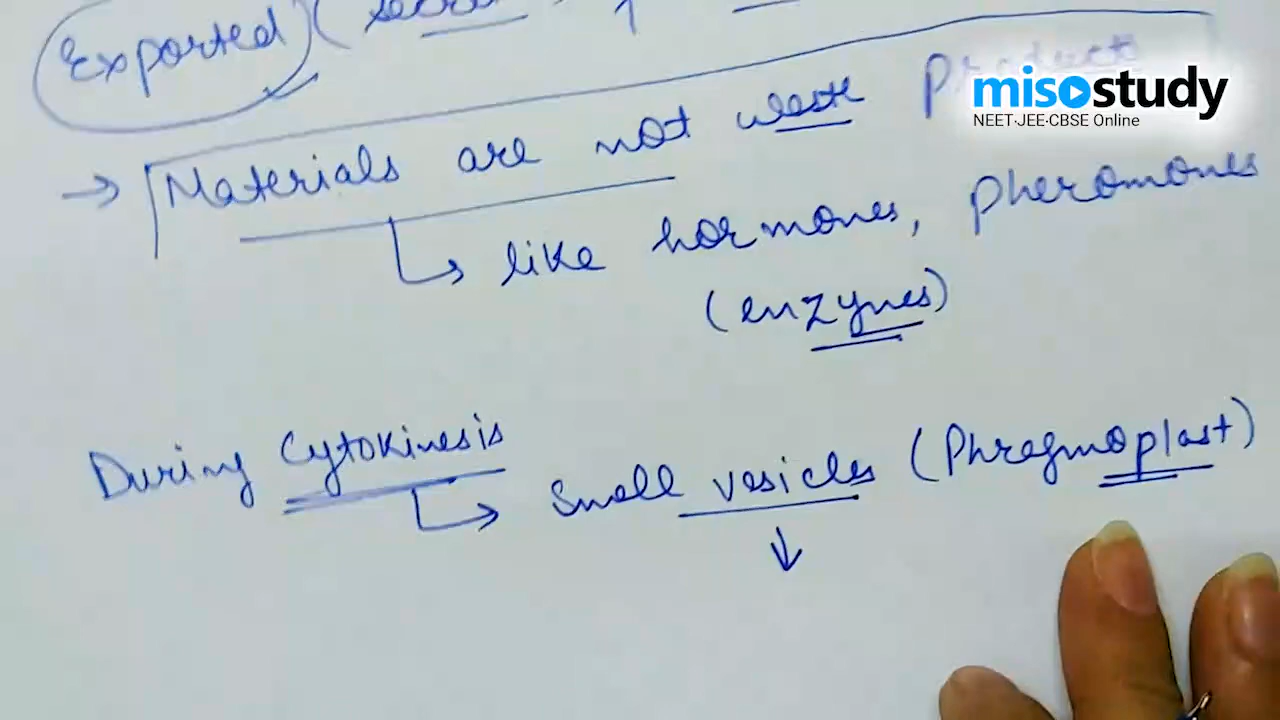 Exported (
→ Materials are not waste Products
misostudy
NEET·JEE·CBSE Online
↳ like hormones, pheromones
(enzymes)
During Cytokinesis
↳ Small vesicles (Phragmoplast)
↓